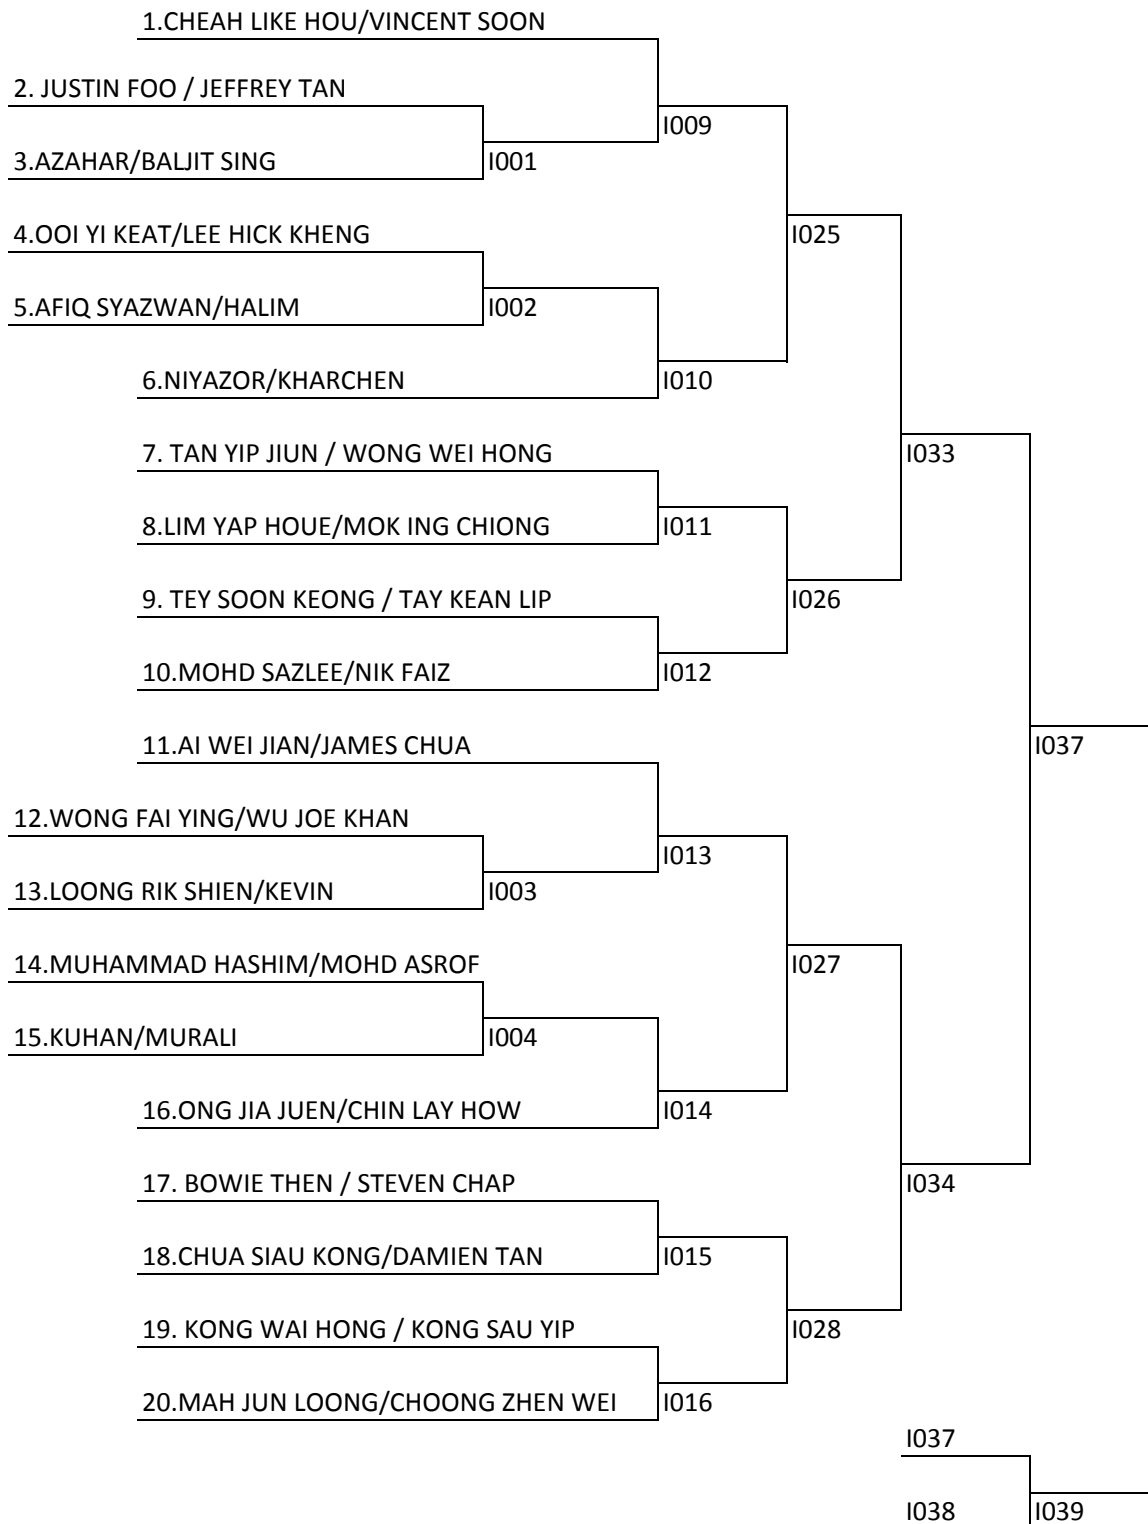 1.CHEAH LIKE HOU/VINCENT SOON
2. JUSTIN FOO / JEFFREY TAN
I009
3.AZAHAR/BALJIT SING
I001
4.OOI YI KEAT/LEE HICK KHENG
I025
5.AFIQ SYAZWAN/HALIM
I002
6.NIYAZOR/KHARCHEN
I010
7. TAN YIP JIUN / WONG WEI HONG
I033
8.LIM YAP HOUE/MOK ING CHIONG
I011
9. TEY SOON KEONG / TAY KEAN LIP
I026
10.MOHD SAZLEE/NIK FAIZ
I012
11.AI WEI JIAN/JAMES CHUA
I037
12.WONG FAI YING/WU JOE KHAN
I013
13.LOONG RIK SHIEN/KEVIN
I003
14.MUHAMMAD HASHIM/MOHD ASROF
I027
15.KUHAN/MURALI
I004
16.ONG JIA JUEN/CHIN LAY HOW
I014
17. BOWIE THEN / STEVEN CHAP
I034
18.CHUA SIAU KONG/DAMIEN TAN
I015
19. KONG WAI HONG / KONG SAU YIP
I028
20.MAH JUN LOONG/CHOONG ZHEN WEI
I016
I037
I038
I039